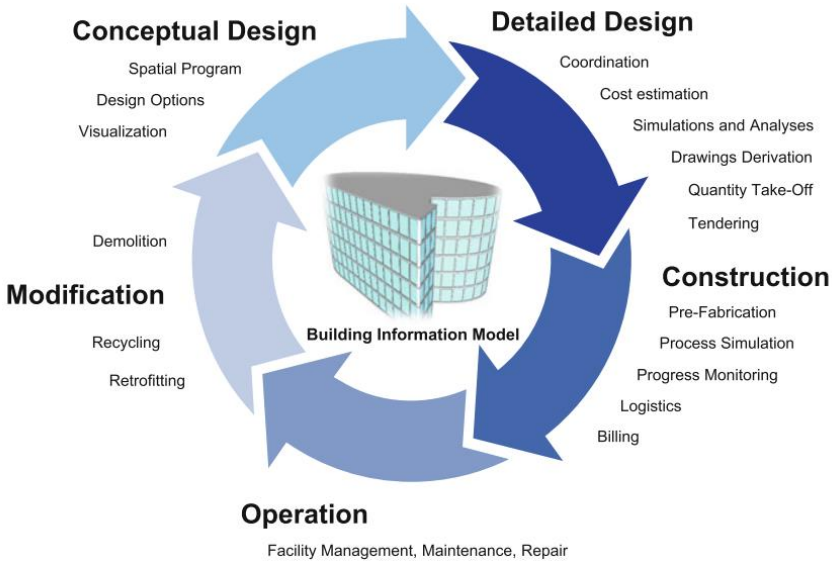 Conceptual Design
Spatial Program
Design Options
Visualization
Detailed Design
Coordination
Cost estimation
Simulations and Analyses
Drawings Derivation
Quantity Take-Off
Tendering
Construction
Pre-Fabrication
Process Simulation
Progress Monitoring
Logistics
Billing
Operation
Facility Management, Maintenance, Repair
Demolition
Modification
Recycling
Retrofitting
Building Information Model